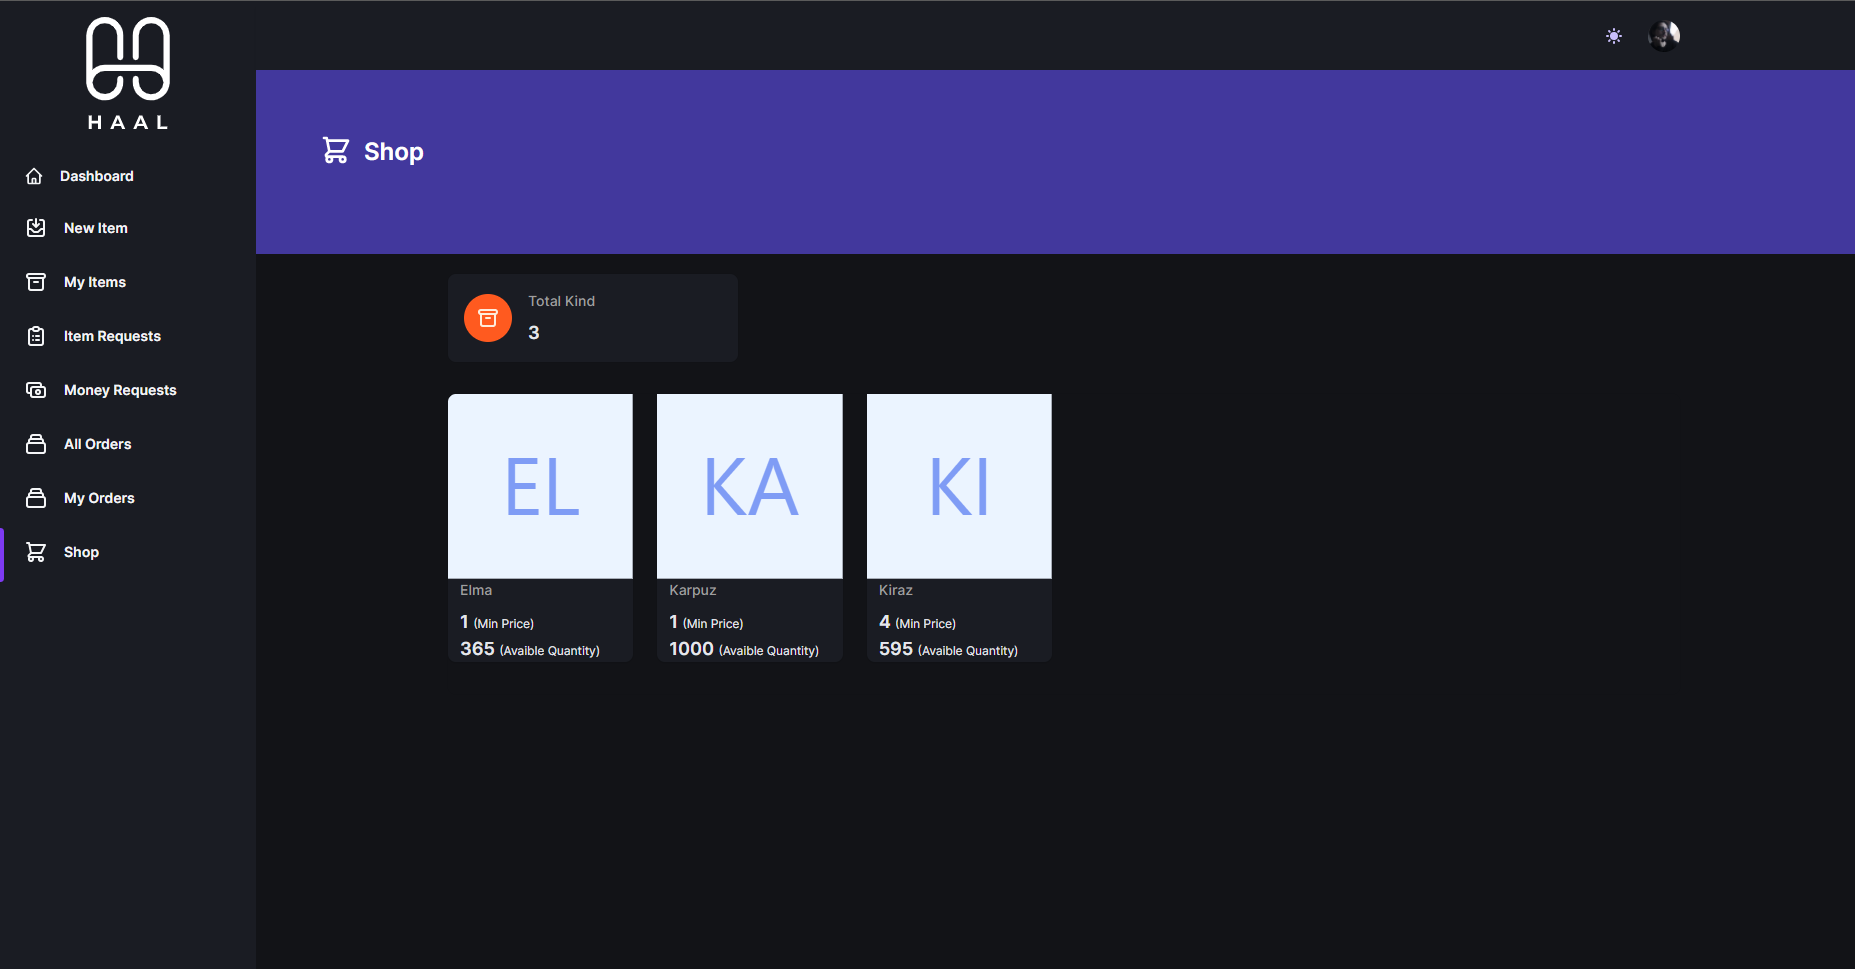 HAAL
Dashboard
New Item
My Items
Item Requests
Money Requests
All Orders
My Orders
Shop
Shop
Total Kind
3
EL
Elma
1 (Min Price)
365 (Avaible Quantity)
KA
Karpuz
1 (Min Price)
1000 (Avaible Quantity)
KI
Kiraz
4 (Min Price)
595 (Avaible Quantity)